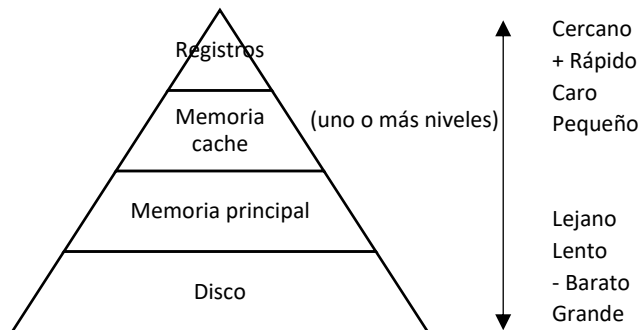 Registros
Memoria
cache
(uno o más niveles)
Memoria principal
Disco
Cercano
+ Rápido
Caro
Pequeño
Lejano
Lento
- Barato
Grande